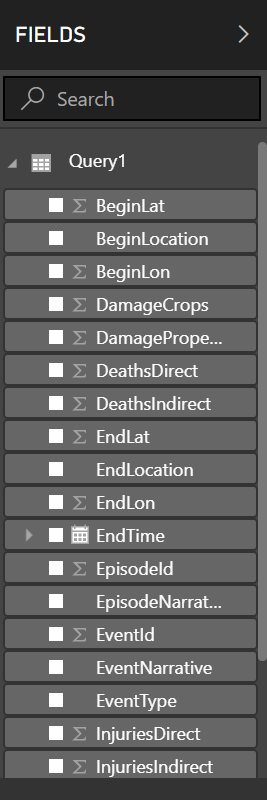 FIELDS
Search
Query1
BeginLat
BeginLocation
BeginLon
DamageCrops
DamagePrope...
DeathsDirect
DeathsIndirect
EndLat
EndLocation
EndLon
EndTime
EpisodeId
EpisodeNarrat...
EventId
EventNarrative
EventType
InjuriesDirect
InjuriesIndirect